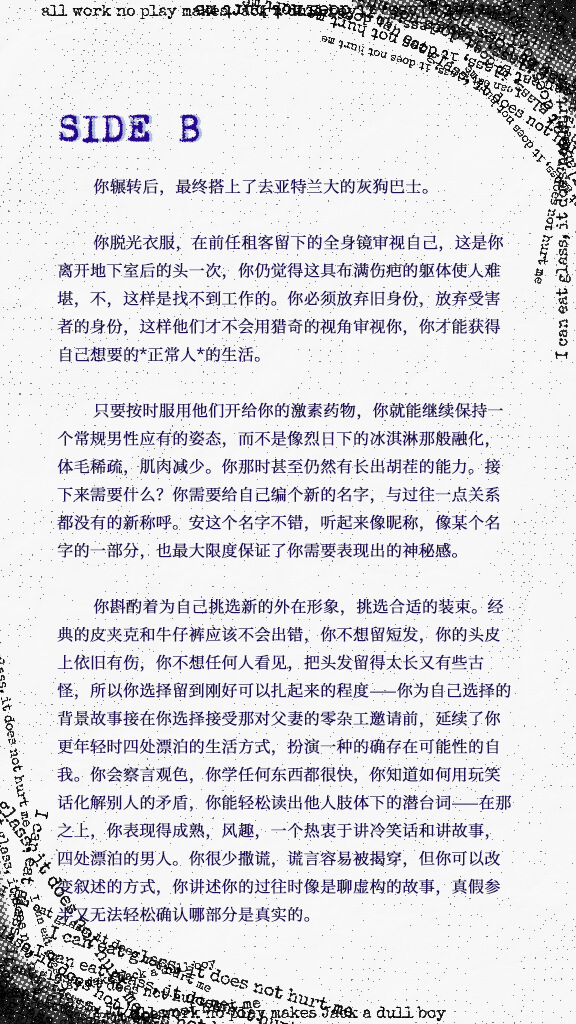 all work no play makes Jack a dull boy
SIDE B
你辗转后，最终搭上了去亚特兰大的灰狗巴士。
你脱光衣服，在前任租客留下的全身镜审视自己，这是你
离开地下室后的头一次，你仍觉得这具布满伤疤的躯体使人难
堪，不，这样是找不到工作的。你必须放弃旧身份，放弃受害
者的身份，这样他们才不会用猎奇的视角审视你，你才能获得
自己想要的*正常人*的生活。
只要按时服用他们开给你的激素药物，你就能继续保持一
个常规男性应有的姿态，而不是像烈日下的冰淇淋那般融化，
体毛稀疏，肌肉减少。你那时甚至仍然有长出胡茬的能力。接
下来需要什么？你需要给自己编个新的名字，与过往一点关系
都没有的新称呼。安这个名字不错，听起来像昵称，像某个名
字的一部分，也最大限度保证了你需要表现出的神秘感。
你斟酌着为自己挑选新的外在形象，挑选合适的装束。经
典的皮夹克和牛仔裤应该不会出错，你不想留短发，你的头皮
上依旧有伤，你不想任何人看见，把头发留得太长又有些古
怪，所以你选择留到刚好可以扎起来的程度——你为自己选择的
背景故事接在你选择接受那对父妻的零杂工邀请前，延续了你
更年轻时四处漂泊的生活方式，扮演一种的确存在可能性的自
我。你会察言观色，你学任何东西都很快，你知道如何用玩笑
话化解别人的矛盾，你能轻松读出他人肢体下的潜台词——在那
之上，你表现得成熟，风趣，一个热衷于讲冷笑话和讲故事，
四处漂泊的男人。你很少撒谎，谎言容易被揭穿，但你可以改
变叙述的方式，你讲述你的过往时像是聊虚构的故事，真假参
半又无法轻松确认哪部分是真实的。
I can eat glass, it does not hurt me
I can eat glass, it does not hurt me
no play makes Jack a dull boy